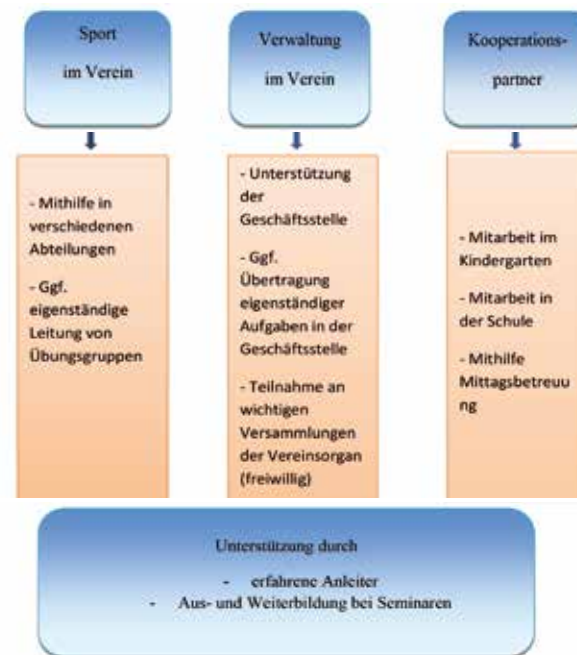 Sport
im Verein
- Mithilfe in
verschiedenen
Abteilungen
- Ggf.
eigenständige
Leitung von
Übungsgruppen
Verwaltung
im Verein
- Unterstützung
der
Geschäftsstelle
- Ggf.
Übertragung
eigenständiger
Aufgaben in der
Geschäftsstelle
- Teilnahme an
wichtigen
Versammlungen
der Vereinsorgan
(freiwillig)
Kooperations-
partner
- Mitarbeit im
Kindergarten
- Mitarbeit in
der Schule
- Mithilfe
Mittagsbetreuu
ng
Unterstützung durch
- erfahrene Anleiter
- Aus- und Weiterbildung bei Seminaren